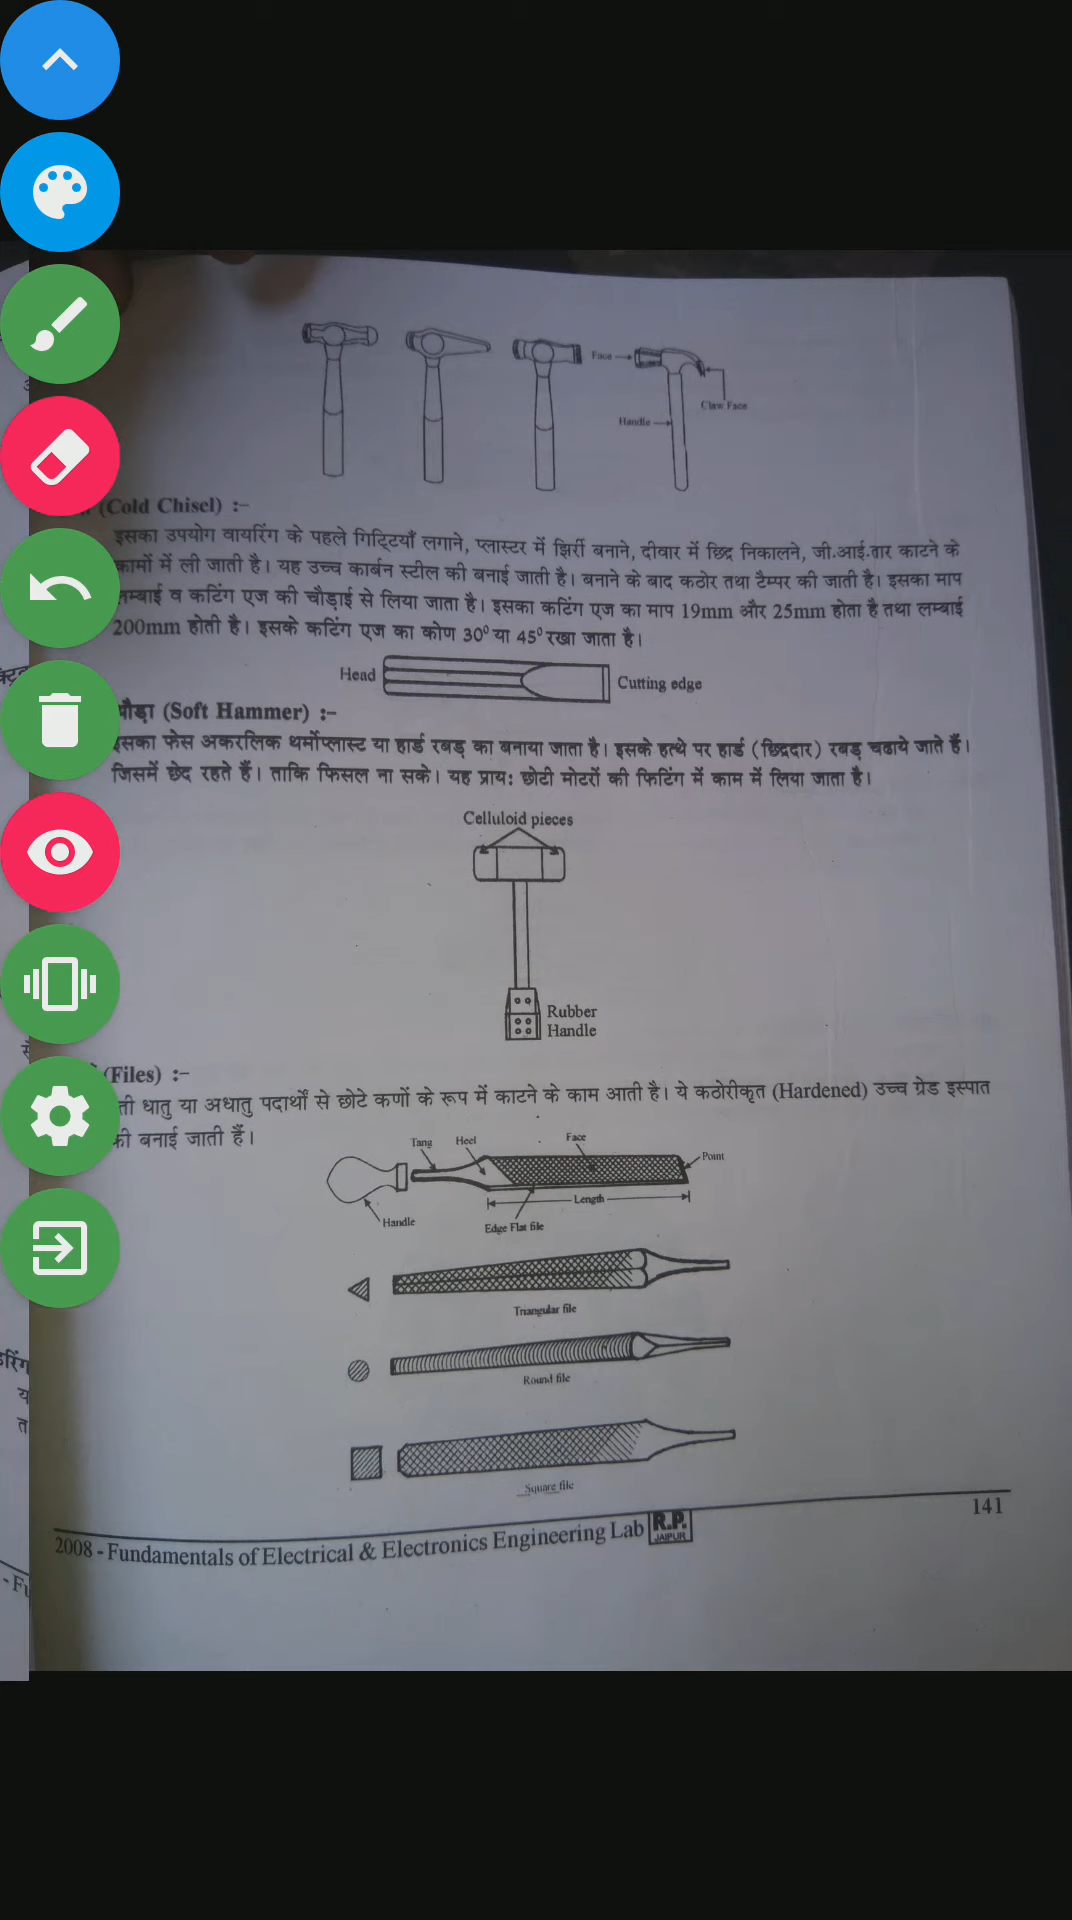 Face
Claw Face
Handle
(Cold Chisel) :-
इसका उपयोग वायरिंग के पहले गिट्टियाँ लगाने, प्लास्टर में झिर्री बनाने, दीवार में छिद्र निकालने, जी.आई.तार काटने के
कामों में ली जाती है। यह उच्च कार्बन स्टील की बनाई जाती है। बनाने के बाद कठोर तथा टैम्पर की जाती है। इसका माप
लम्बाई व कटिंग एज की चौड़ाई से लिया जाता है। इसका कटिंग एज का माप 19mm और 25mm होता है तथा लम्बाई
200mm होती है। इसके कटिंग एज का कोण 30⁰ या 45⁰ रखा जाता है।
Head
Cutting edge
(Soft Hammer) :-
इसका फेस अकरलिक थर्मोप्लास्ट या हार्ड रबड़ का बनाया जाता है। इसके हत्थे पर हार्ड (छिद्रदार) रबड़ चढाये जाते हैं।
जिसमें छेद रहते हैं। ताकि फिसल ना सके। यह प्राय: छोटी मोटरों की फिटिंग में काम में लिया जाता है।
Celluloid pieces
Rubber
Handle
(Files) :-
धातु या अधातु पदार्थों से छोटे कणों के रूप में काटने के काम आती है। ये कठोरीकृत (Hardened) उच्च ग्रेड इस्पात
की बनाई जाती हैं।
Tang
Heel
Face
Point
Length
Handle
Edge Flat file
Triangular file
Round file
Square file
141
2008 - Fundamentals of Electrical & Electronics Engineering Lab R.P. JAIPUR